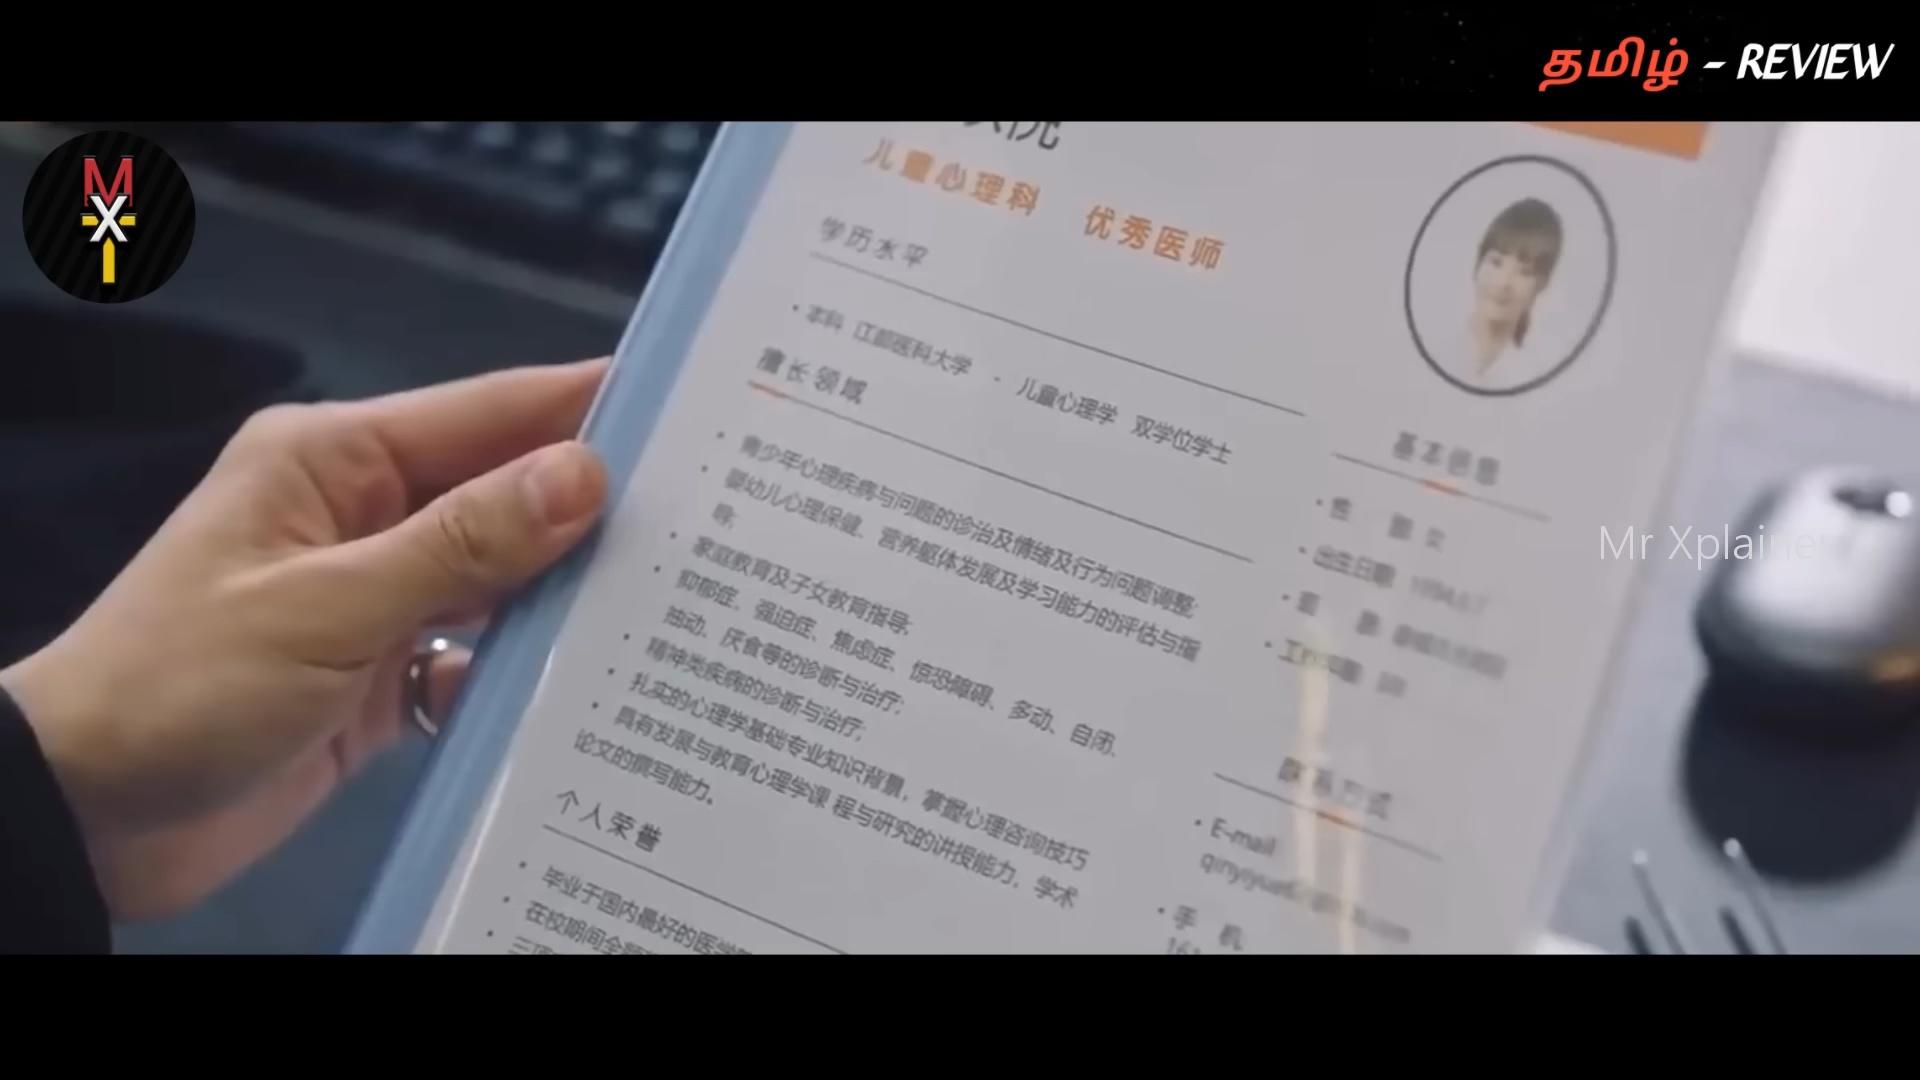 தமிழ் - REVIEW
MXT
儿童心理科 优秀医师
学历水平
• 本科 江都医科大学 - 儿童心理学 双学位学士
擅长领域
• 青少年心理疾病与问题的诊治及情绪及行为问题调整;
• 婴幼儿心理保健、营养躯体发展及学习能力的评估与指
导;
• 家庭教育及子女教育指导;
• 抑郁症、强迫症、焦虑症、惊恐障碍、多动、自闭、
抽动、厌食等的诊断与治疗;
• 精神类疾病的诊断与治疗;
• 扎实的心理学基础专业知识背景，掌握心理咨询技巧
• 具有发展与教育心理学课 程与研究的讲授能力，学术
论文的撰写能力。
个人荣誉
• 毕业于国内最好的医学
• 在校期间全
基本信息
• 性 别 女
• 出生日期
联系方式
• E-mail
• 手 机
Mr Xplainer